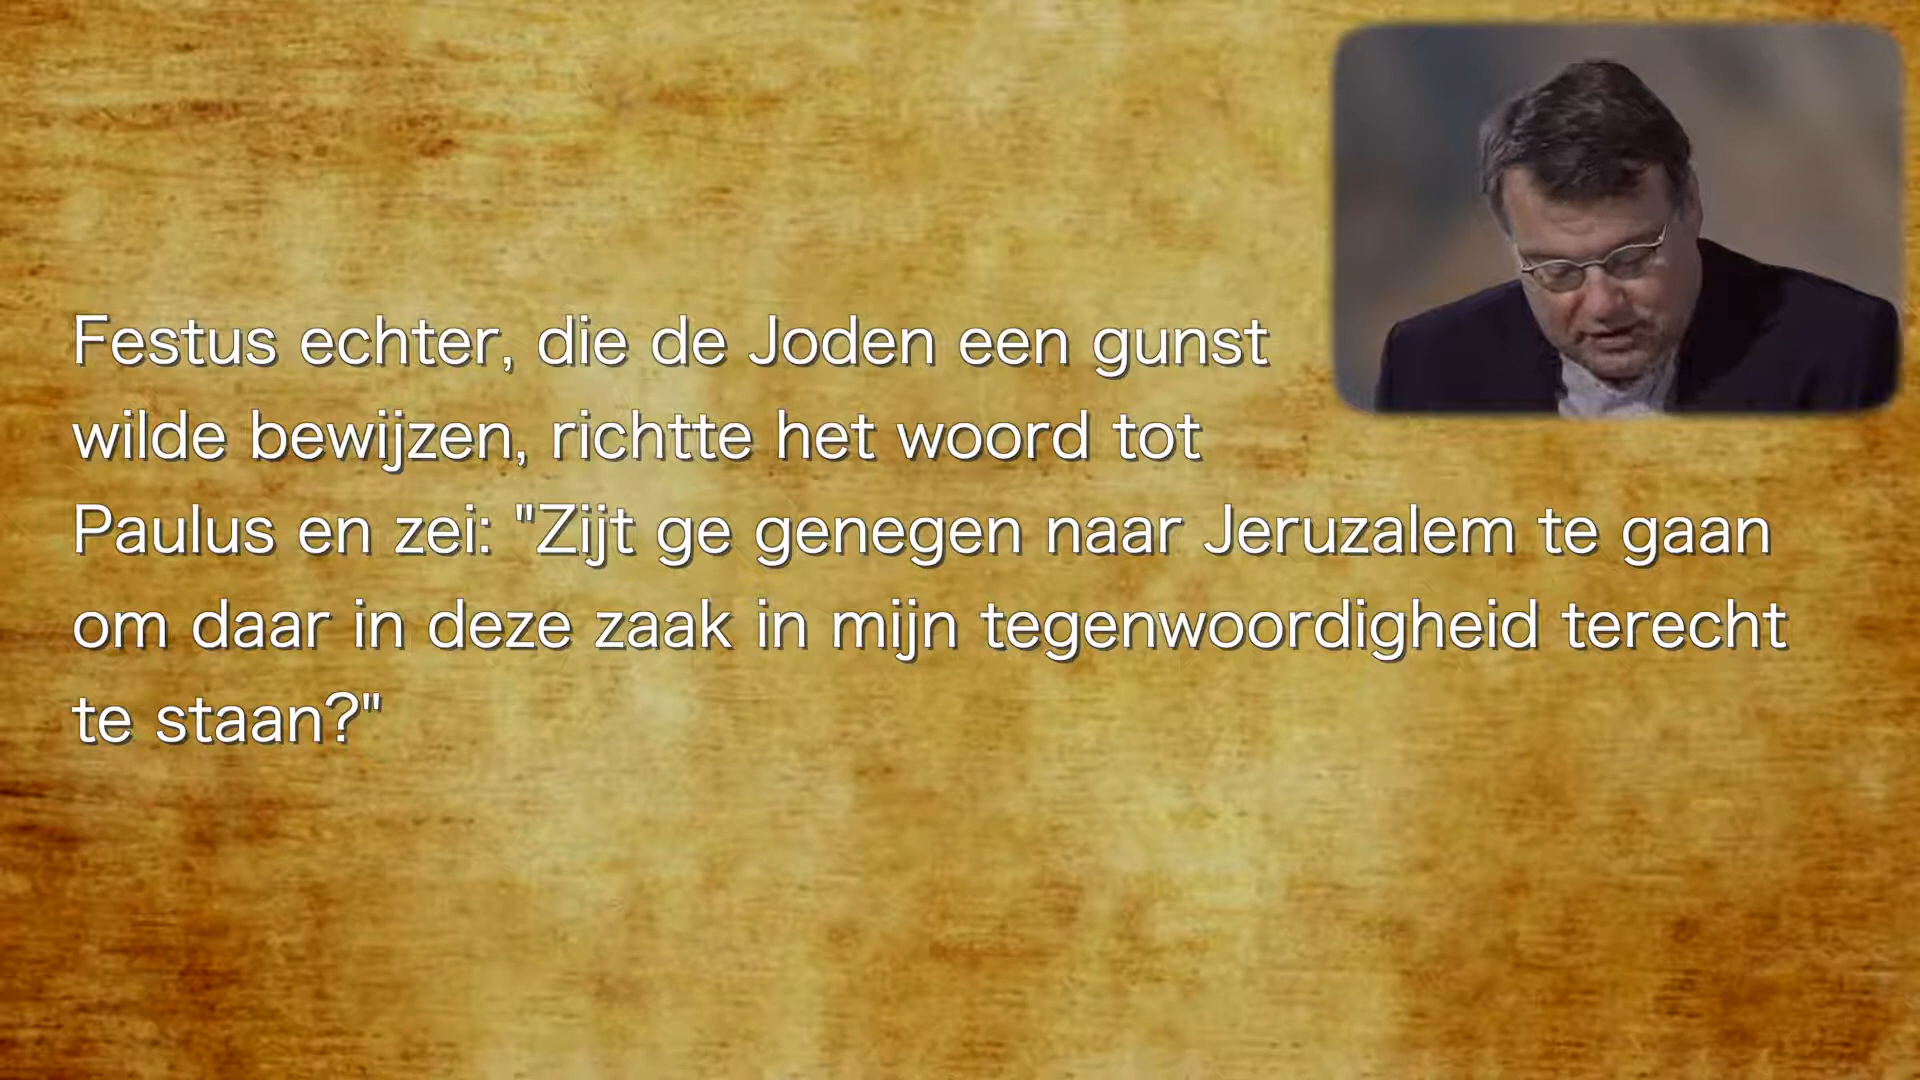 Festus echter, die de Joden een gunst
wilde bewijzen, richtte het woord tot
Paulus en zei: "Zijt ge genegen naar Jeruzalem te gaan
om daar in deze zaak in mijn tegenwoordigheid terecht
te staan?"